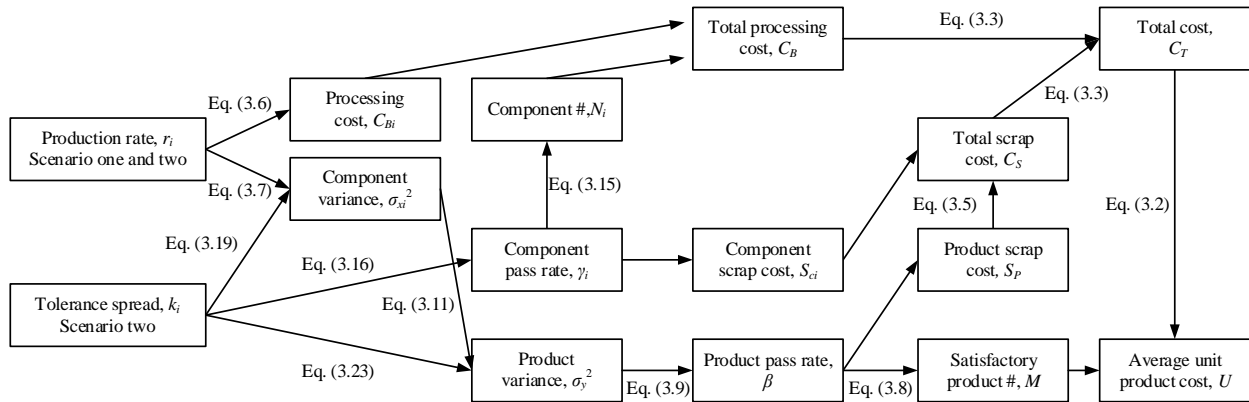 Total processing
cost, C_B
Eq. (3.3)
Total cost,
C_T
Eq. (3.6)
Processing
cost, C_Bi
Component #,N_i
Eq. (3.3)
Production rate, r_i
Scenario one and two
Total scrap
cost, C_S
Eq. (3.7)
Component
variance, σ_xi²
Eq. (3.15)
Eq. (3.5)
Eq. (3.2)
Eq. (3.19)
Eq. (3.16)
Component
pass rate, γ_i
Component
scrap cost, S_ci
Product scrap
cost, S_P
Tolerance spread, k_i
Scenario two
Eq. (3.11)
Eq. (3.23)
Product
variance, σ_y²
Eq. (3.9)
Product pass rate,
β
Eq. (3.8)
Satisfactory
product #, M
Average unit
product cost, U